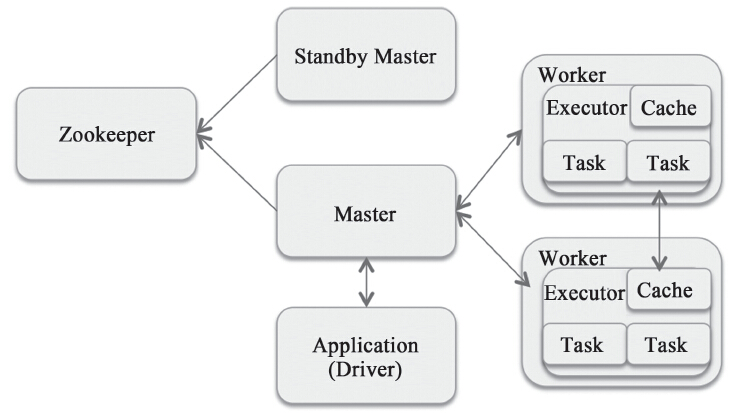 Standby Master
Zookeeper
Master
Application
(Driver)
Worker
Executor
Cache
Task
Task
Worker
Executor
Cache
Task
Task